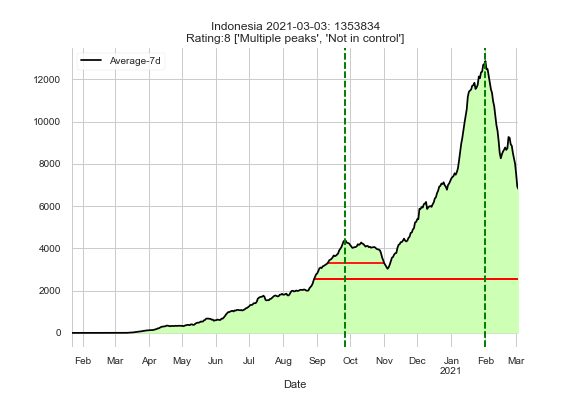 Indonesia 2021-03-03: 1353834
Rating:8 ['Multiple peaks', 'Not in control']
Average-7d
12000
10000
8000
6000
4000
2000
0
Feb Mar Apr May Jun Jul Aug Sep Oct Nov Dec Jan Feb Mar
2021
Date